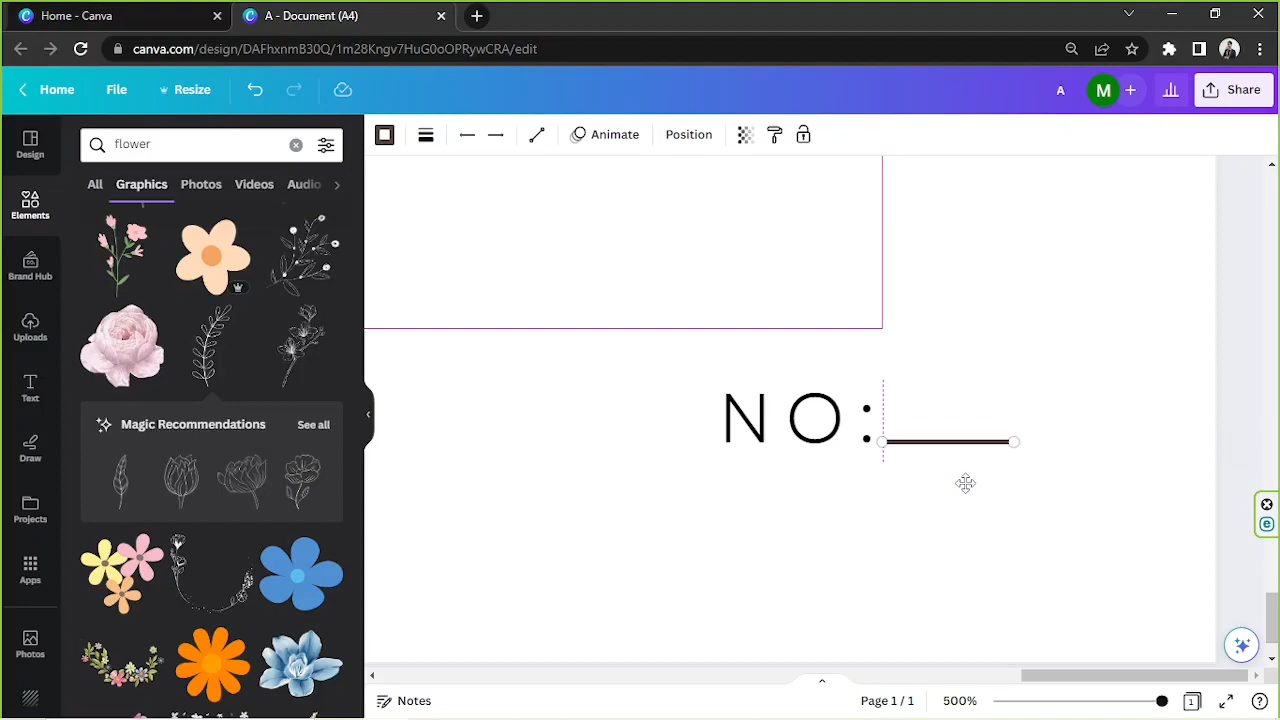 Home - Canva
A - Document (A4)
canva.com/design/DAFhxnmB30Q/1m28Kngv7HuG0oOPRywCRA/edit
Home
File
Resize
A
M
Share
Design
Elements
Brand Hub
Uploads
Text
Draw
Projects
Apps
Photos
flower
All
Graphics
Photos
Videos
Audio
Magic Recommendations
See all
Animate
Position
NO:
Notes
Page 1 / 1
500%
1